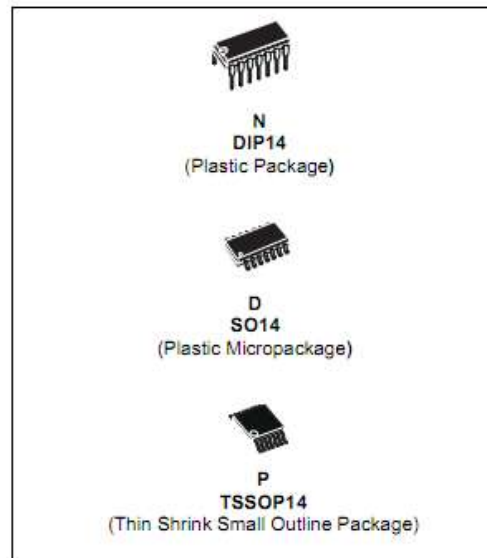 N
DIP14
(Plastic Package)
D
SO14
(Plastic Micropackage)
P
TSSOP14
(Thin Shrink Small Outline Package)